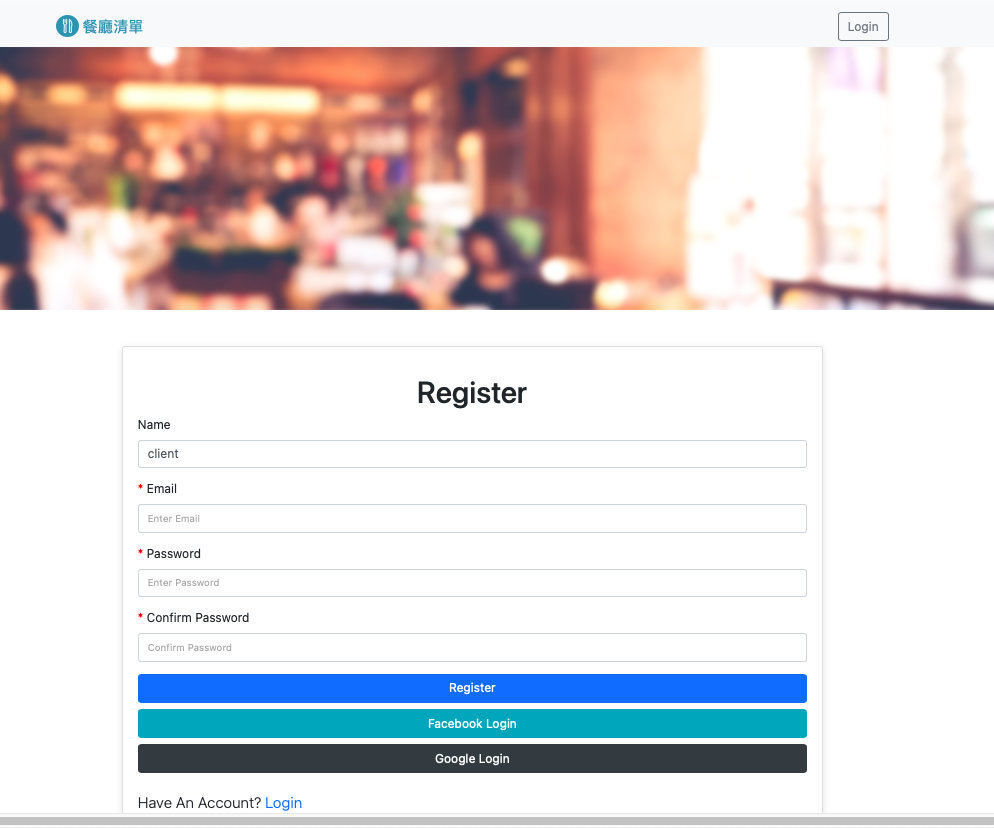 餐廳清單
Login
Register
Name
client
* Email
Enter Email
* Password
Enter Password
* Confirm Password
Confirm Password
Register
Facebook Login
Google Login
Have An Account? Login